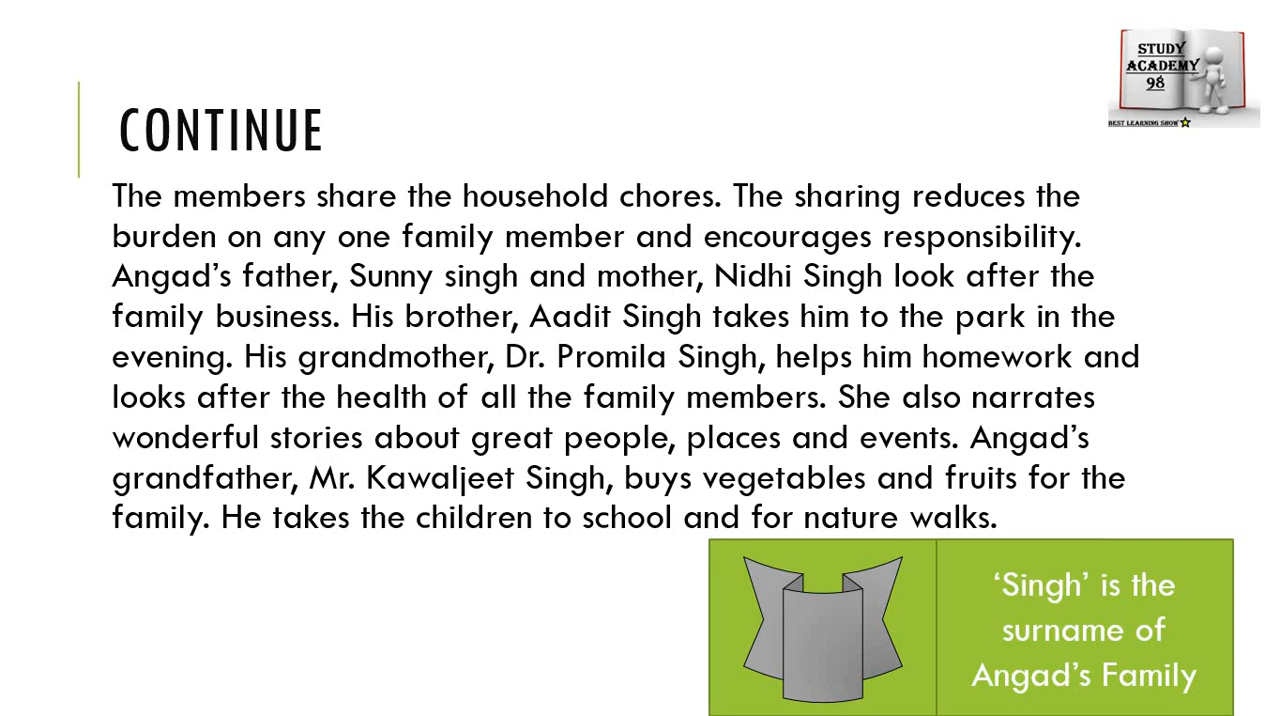 STUDY
ACADEMY
98
BEST LEARNING SHOW
CONTINUE
The members share the household chores. The sharing reduces the
burden on any one family member and encourages responsibility.
Angad’s father, Sunny singh and mother, Nidhi Singh look after the
family business. His brother, Aadit Singh takes him to the park in the
evening. His grandmother, Dr. Promila Singh, helps him homework and
looks after the health of all the family members. She also narrates
wonderful stories about great people, places and events. Angad’s
grandfather, Mr. Kawaljeet Singh, buys vegetables and fruits for the
family. He takes the children to school and for nature walks.
‘Singh’ is the
surname of
Angad’s Family